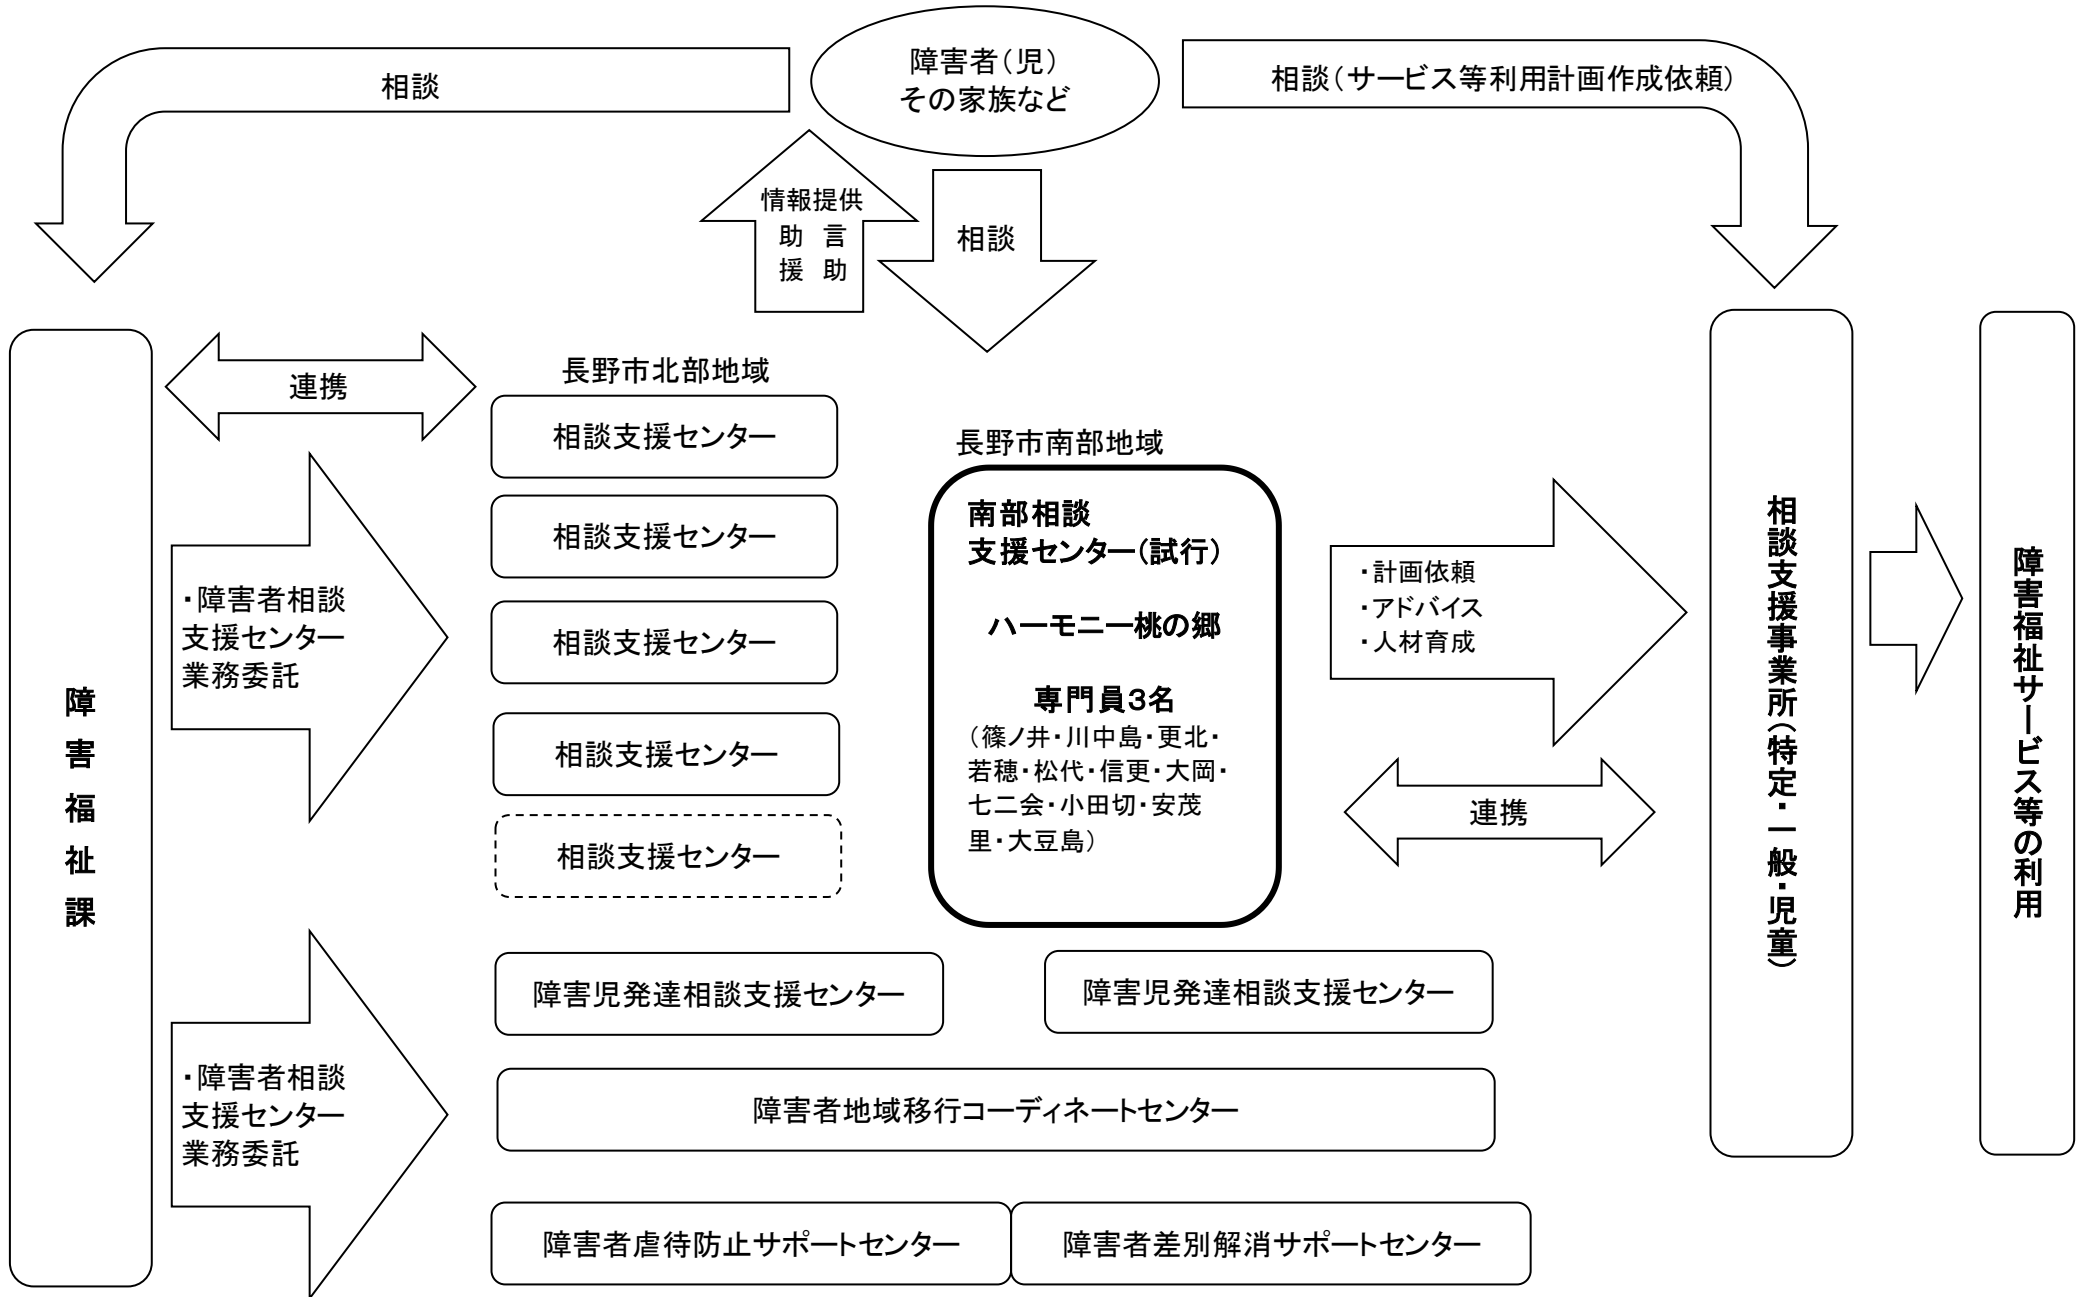 障害者（児）
その家族など
相談
相談（サービス等利用計画作成依頼）
情報提供
助　言
援　助
相談
連携
長野市北部地域
相談支援センター
相談支援センター
相談支援センター
相談支援センター
相談支援センター
長野市南部地域
南部相談
支援センター（試行）
ハーモニー桃の郷
専門員３名
（篠ノ井・川中島・更北・
若穂・松代・信更・大岡・
七二会・小田切・安茂
里・大豆島）
・障害者相談
支援センター
業務委託
障害福祉課
・計画依頼
・アドバイス
・人材育成
連携
相談支援事業所（特定・一般・児童）
障害福祉サービス等の利用
障害児発達相談支援センター
障害児発達相談支援センター
・障害者相談
支援センター
業務委託
障害者地域移行コーディネートセンター
障害者虐待防止サポートセンター
障害者差別解消サポートセンター